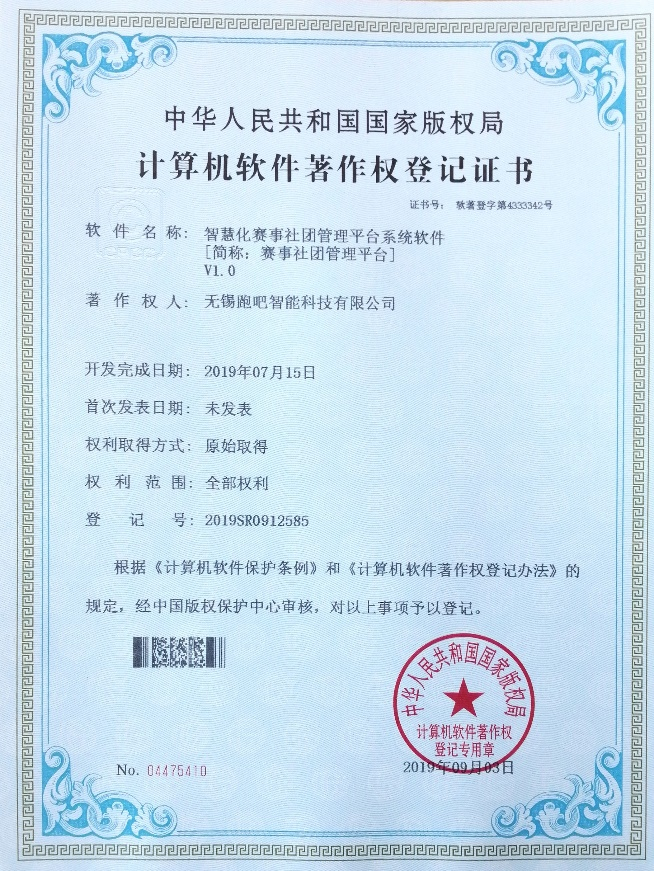 中华人民共和国国家版权局
计算机软件著作权登记证书
证书号： 软著登字第4333342号
软件名称： 智慧化赛事社团管理平台系统软件
[简称：赛事社团管理平台]
V1.0
著作权人： 无锡跑吧智能科技有限公司
开发完成日期： 2019年07月15日
首次发表日期： 未发表
权利取得方式： 原始取得
权利范围： 全部权利
登记号： 2019SR0912585
根据《计算机软件保护条例》和《计算机软件著作权登记办法》的
规定，经中国版权保护中心审核，对以上事项予以登记。
中华人民共和国国家版权局
计算机软件著作权
登记专用章
No. 04475410
2019年09月03日